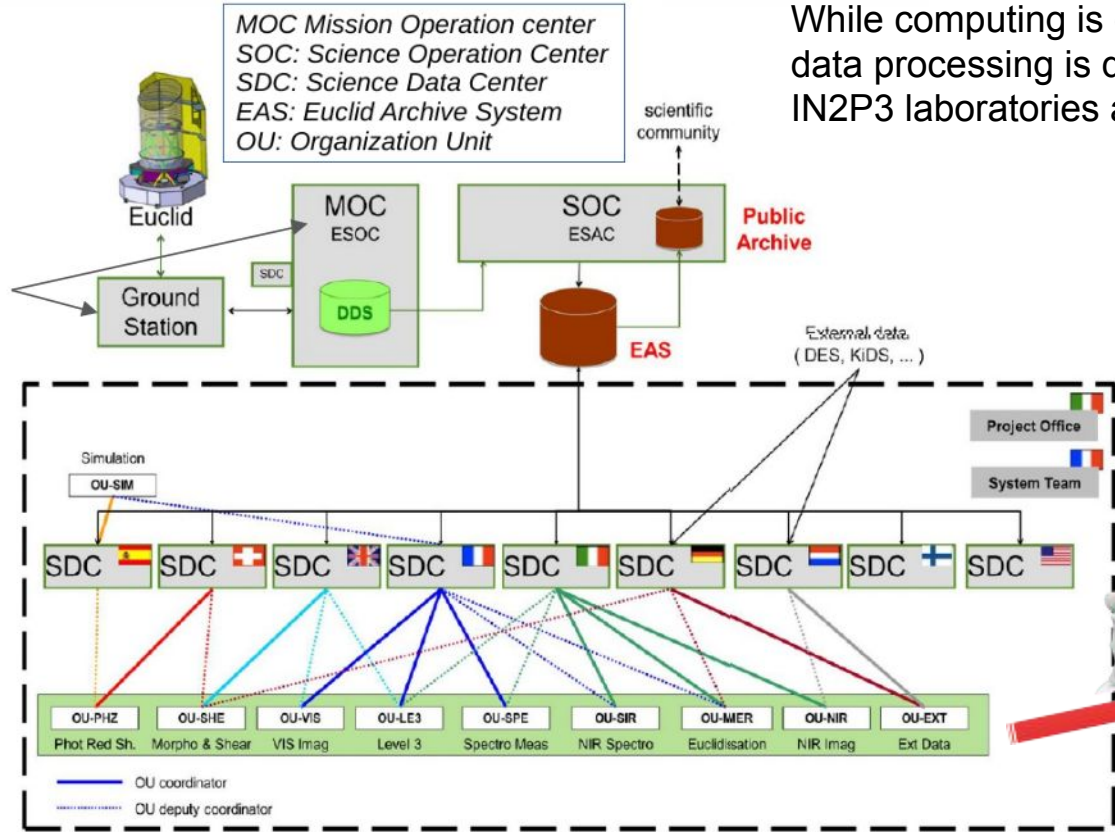 MOC Mission Operation center
SOC: Science Operation Center
SDC: Science Data Center
EAS: Euclid Archive System
OU: Organization Unit
While computing is
data processing is
IN2P3 laboratories
scientific
community
Euclid
MOC
ESOC
SOC
ESAC
Public
Archive
SDC
Ground
Station
DDS
EAS
External data
( DES, KiDS, ... )
Project Office
System Team
Simulation
OU-SIM
SDC
SDC
SDC
SDC
SDC
SDC
SDC
SDC
SDC
OU-PHZ
OU-SHE
OU-VIS
OU-LE3
OU-SPE
OU-SIR
OU-MER
OU-NIR
OU-EXT
Phot Red Sh.
Morpho & Shear
VIS Imag
Level 3
Spectro Meas
NIR Spectro
Euclidisation
NIR Imag
Ext Data
OU coordinator
OU deputy coordinator